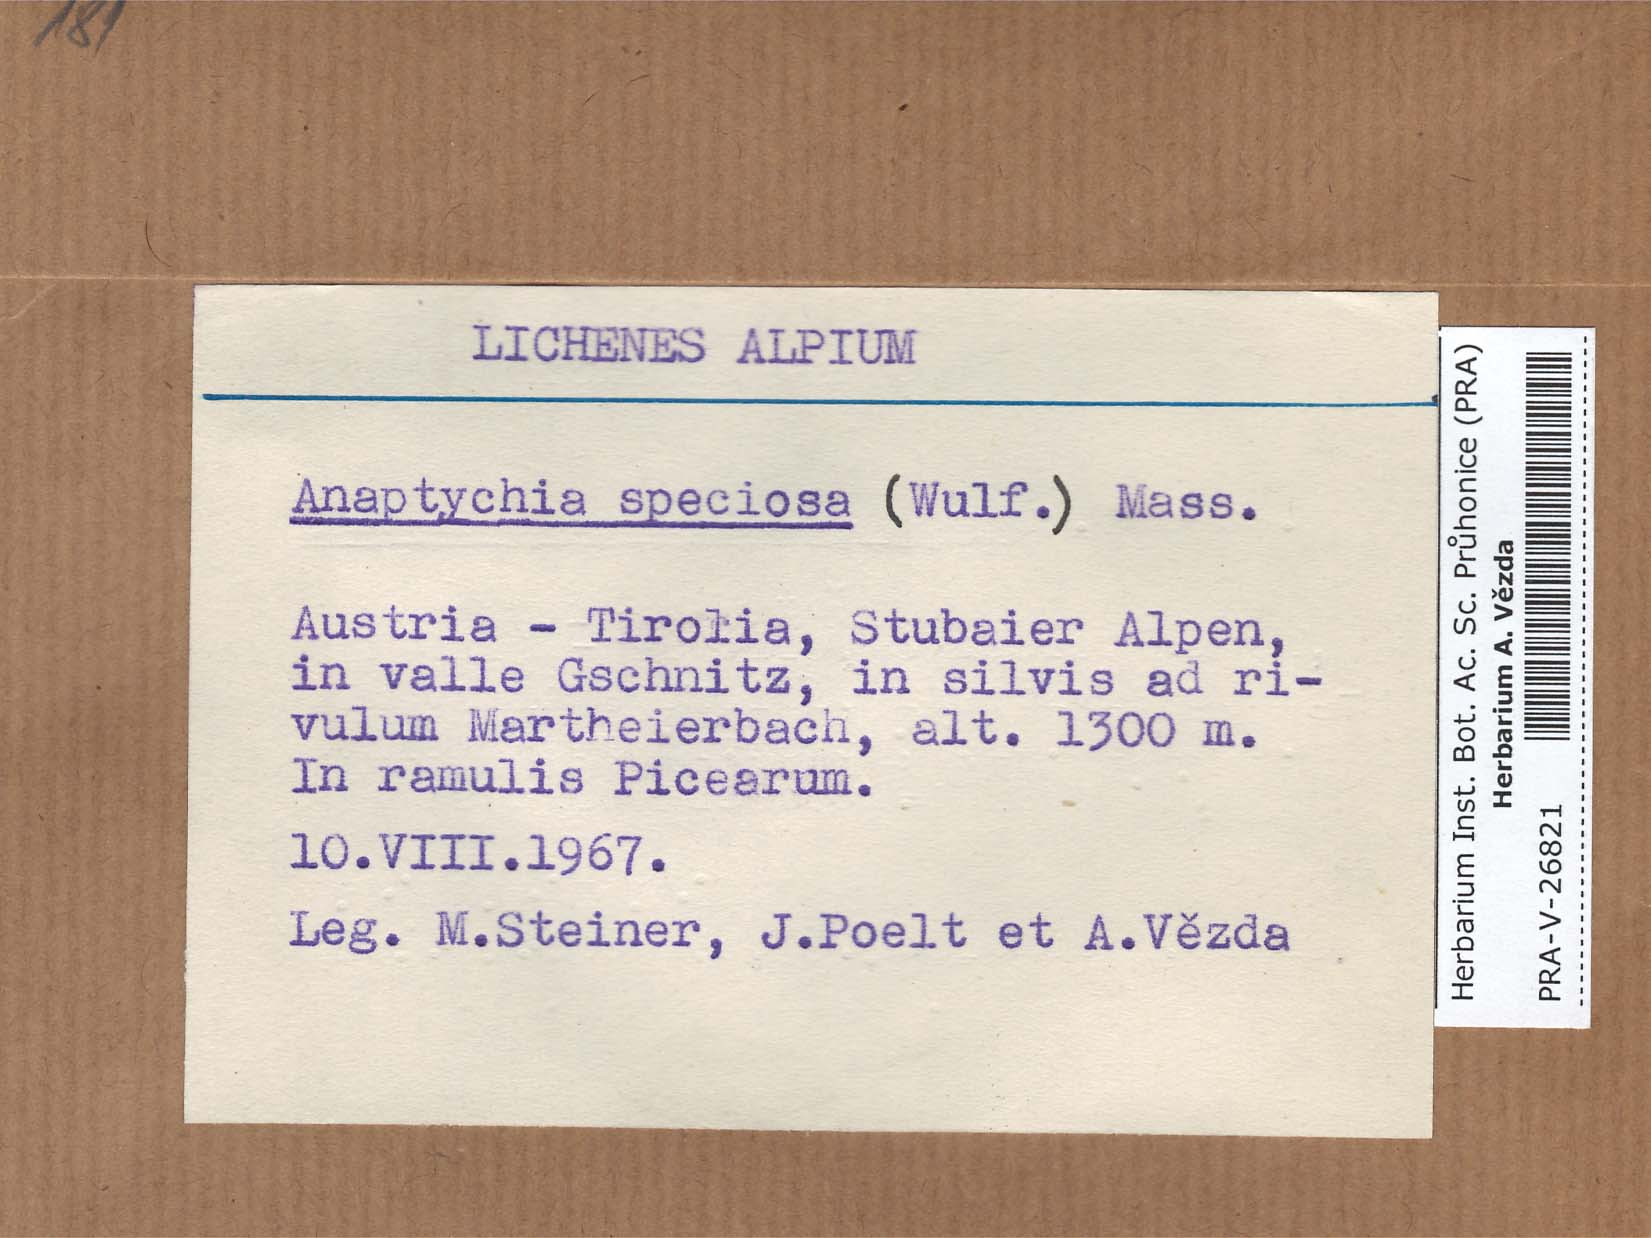 181
LICHENES ALPIUM
Anaptychia speciosa (Wulf.) Mass.
Austria - Tirolia, Stubaier Alpen,
in valle Gschnitz, in silvis ad ri-
vulum Martheierbach, alt. 1300 m.
In ramulis Picearum.
10.VIII.1967.
Leg. M.Steiner, J.Poelt et A.Vězda
Herbarium Inst. Bot. Ac. Sc. Průhonice (PRA)
Herbarium A. Vězda
PRA-V-26821